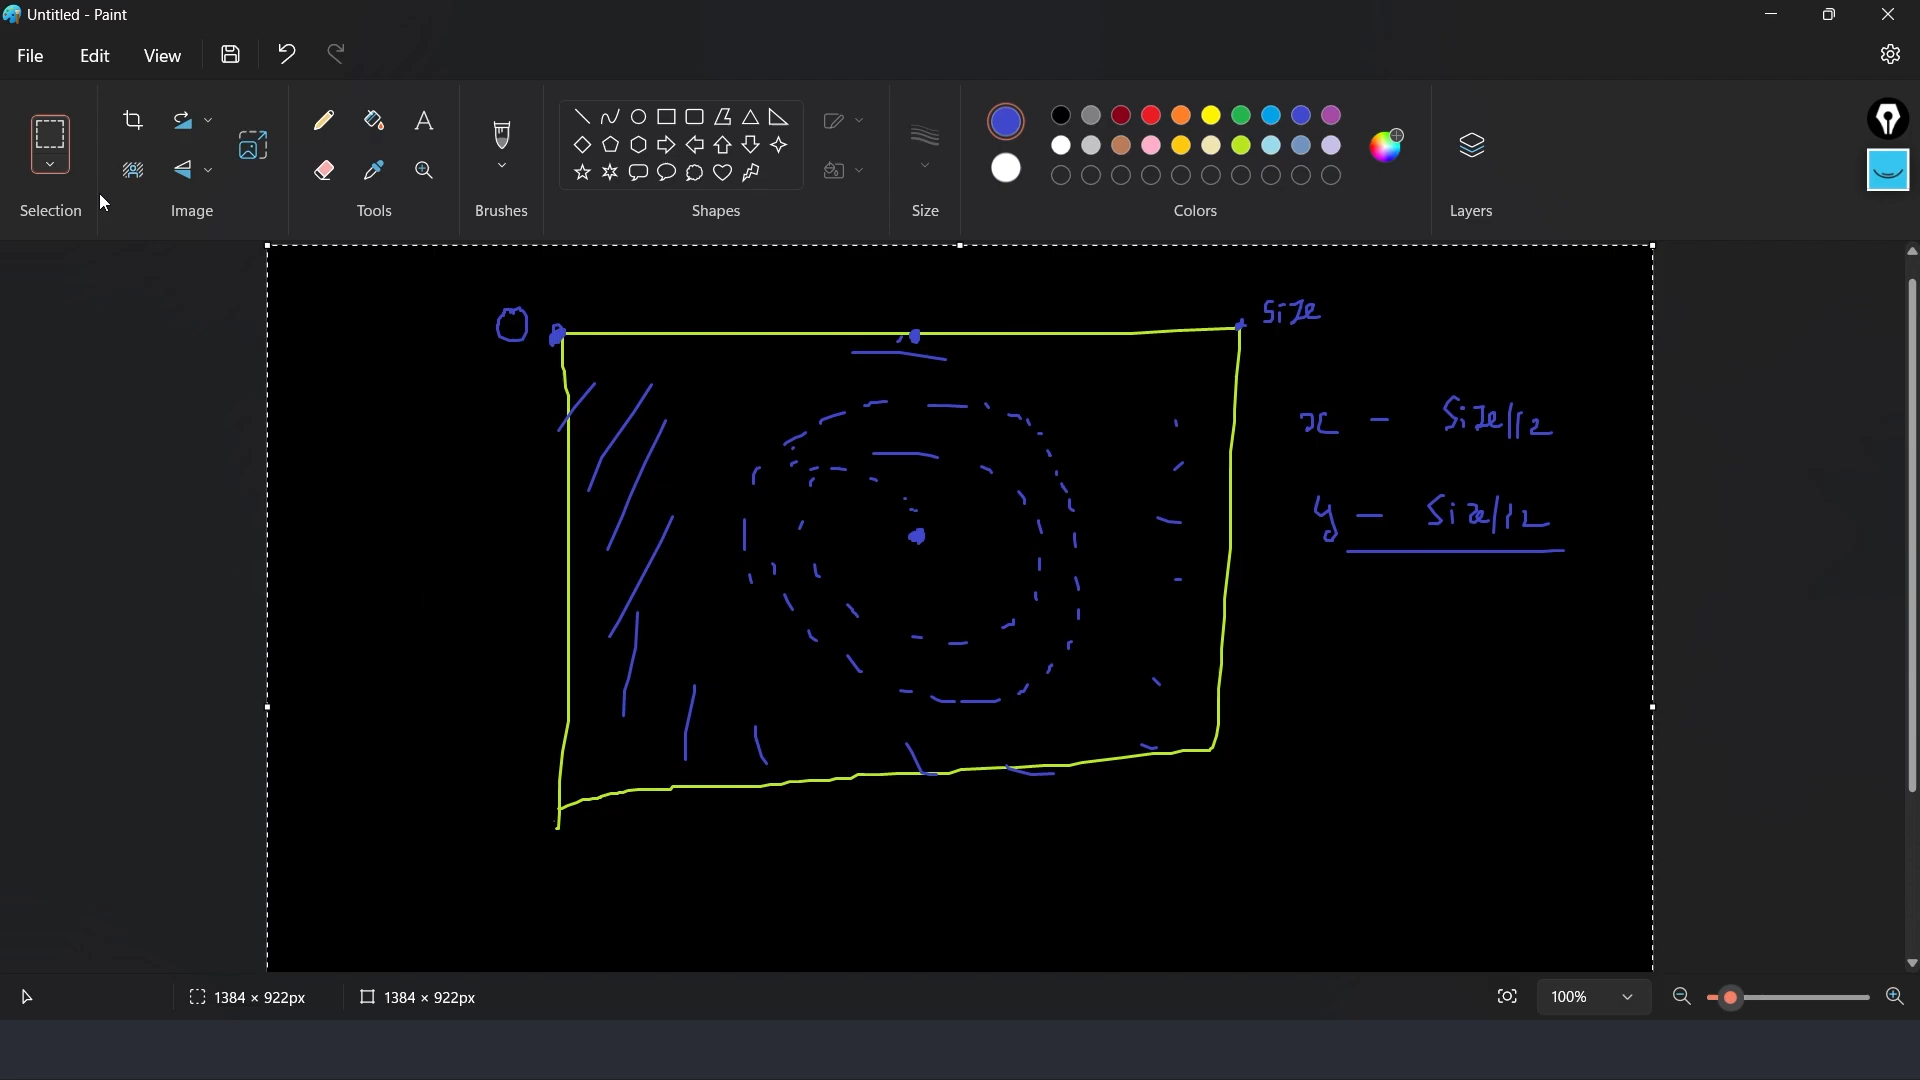 Untitled - Paint
File Edit View
Selection Image Tools Brushes Shapes Size Colors Layers
0 Size
x - Size//2
y - Size//2
1384 × 922px 1384 × 922px 100%